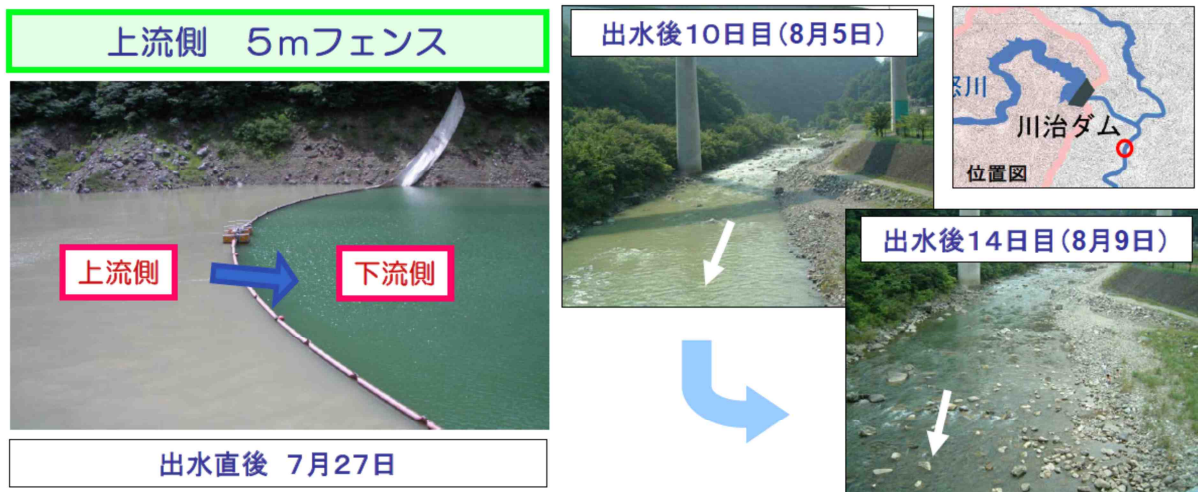 上流側 5mフェンス
上流側
下流側
出水直後 7月27日
出水後10日目(8月5日)
怒川
川治ダム
位置図
出水後14日目(8月9日)